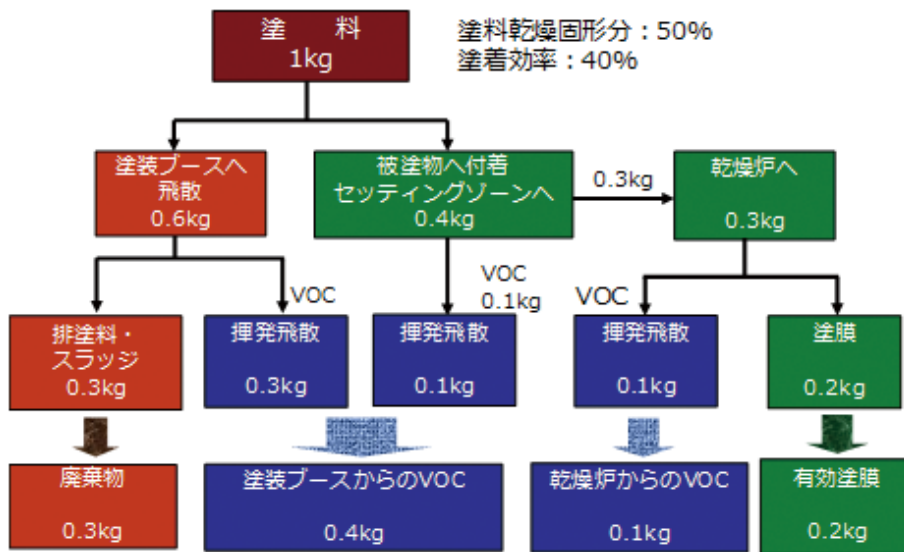 塗　料
1kg
塗料乾燥固形分：50%
塗着効率：40%
塗装ブースへ
飛散
0.6kg
被塗物へ付着
セッティングゾーンへ
0.4kg
0.3kg
乾燥炉へ
0.3kg
VOC
VOC
0.1kg
VOC
排塗料・
スラッジ
0.3kg
揮発飛散
0.3kg
揮発飛散
0.1kg
揮発飛散
0.1kg
塗膜
0.2kg
廃棄物
0.3kg
塗装ブースからのVOC
0.4kg
乾燥炉からのVOC
0.1kg
有効塗膜
0.2kg